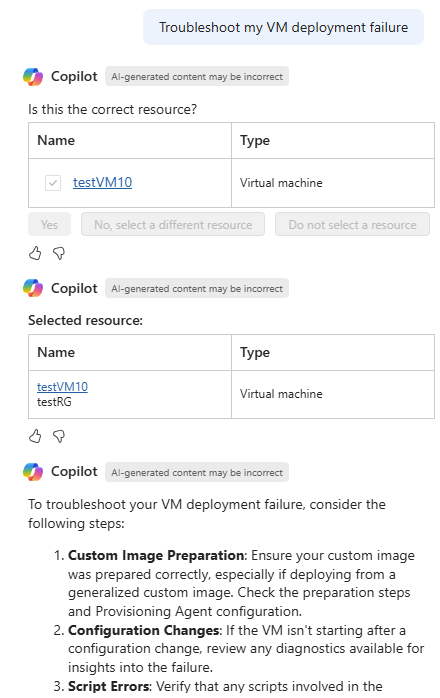 Troubleshoot my VM deployment failure
Copilot AI-generated content may be incorrect
Is this the correct resource?
Name Type
testVM10 Virtual machine
Yes No, select a different resource Do not select a resource
Copilot AI-generated content may be incorrect
Selected resource:
Name Type
testVM10
testRG
Virtual machine
Copilot AI-generated content may be incorrect
To troubleshoot your VM deployment failure, consider the
following steps:
1. Custom Image Preparation: Ensure your custom image
was prepared correctly, especially if deploying from a
generalized custom image. Check the preparation steps
and Provisioning Agent configuration.
2. Configuration Changes: If the VM isn't starting after a
configuration change, review any diagnostics available for
insights into the failure.
3. Script Errors: Verify that any scripts involved in the